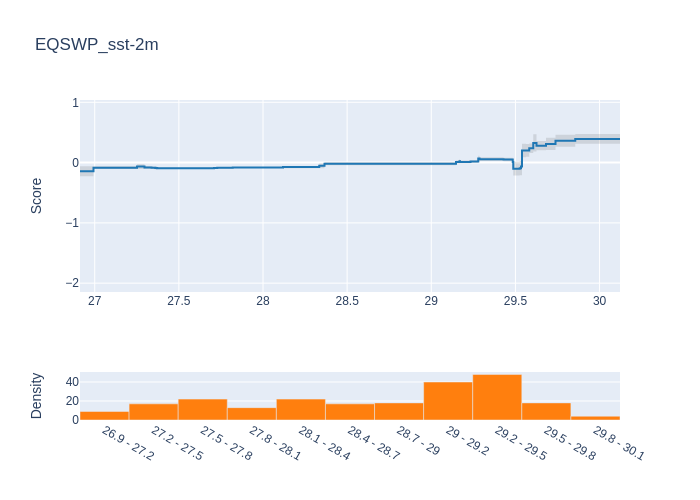 EQSWP_sst-2m
1
0
−1
−2
Score
27
27.5
28
28.5
29
29.5
30
40
20
0
Density
26.9 - 27.2
27.2 - 27.5
27.5 - 27.8
27.8 - 28.1
28.1 - 28.4
28.4 - 28.7
28.7 - 29
29 - 29.2
29.2 - 29.5
29.5 - 29.8
29.8 - 30.1